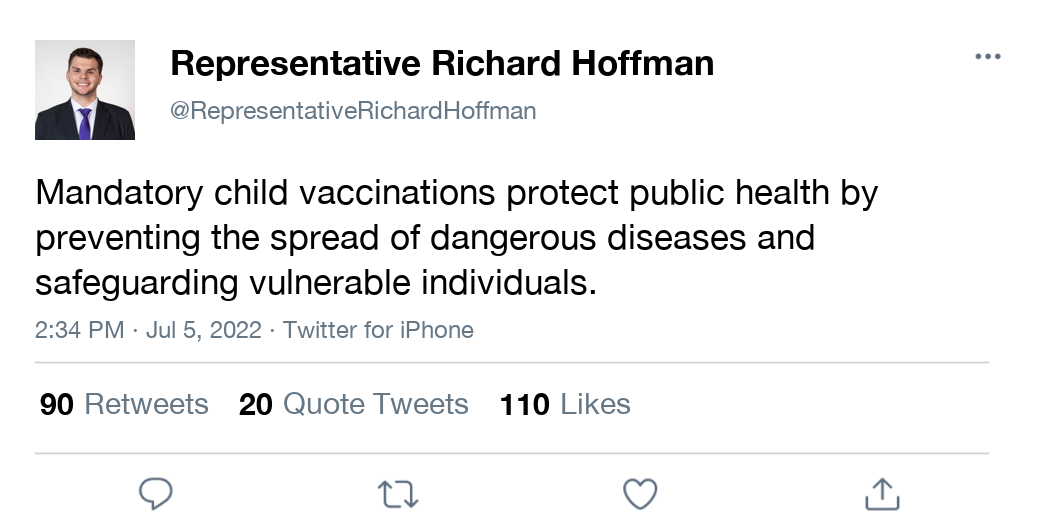 Representative Richard Hoffman
@RepresentativeRichardHoffman
Mandatory child vaccinations protect public health by
preventing the spread of dangerous diseases and
safeguarding vulnerable individuals.
2:34 PM · Jul 5, 2022 · Twitter for iPhone
90 Retweets 20 Quote Tweets 110 Likes